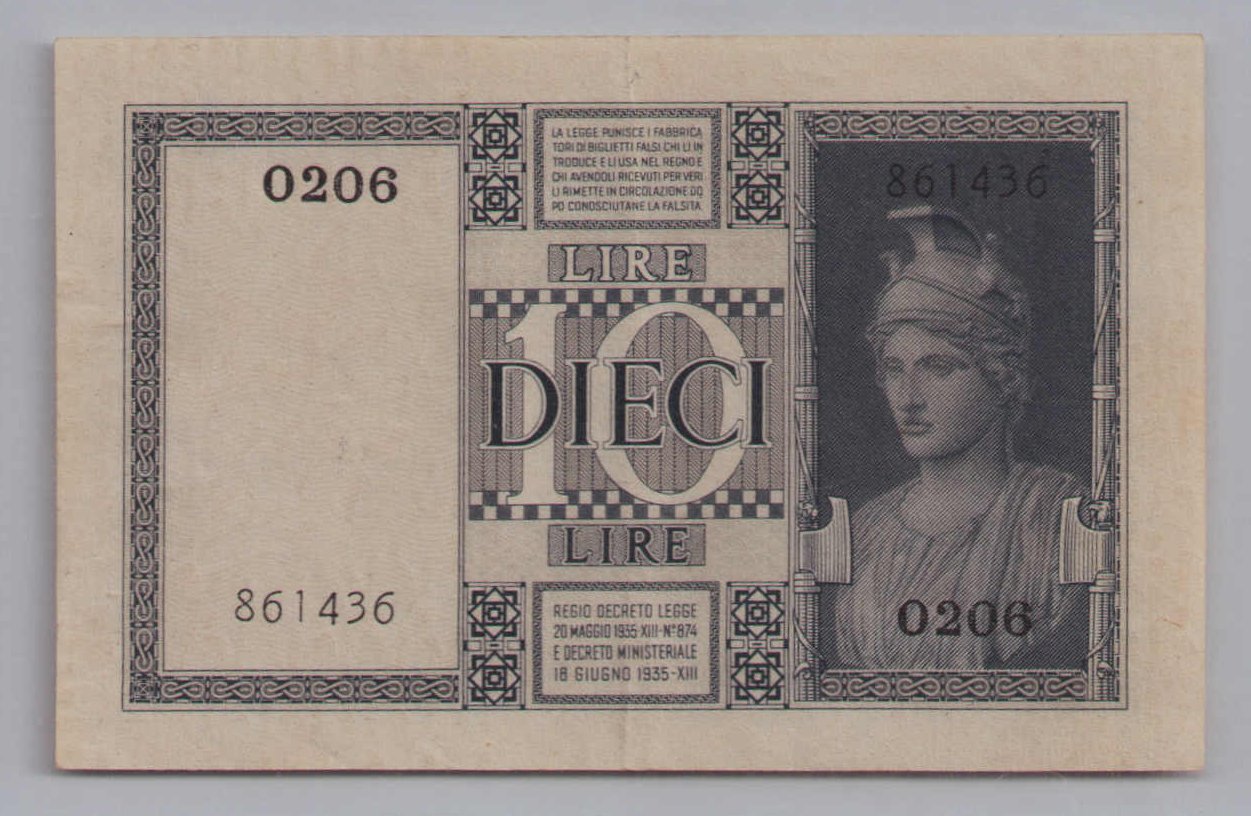 0206
861436
LA LEGGE PUNISCE I FABBRICA
TORI DI BIGLIETTI FALSI CHI LI IN
TRODUCE E LI USA NEL REGNO E
CHI AVENDOLI RICEVUTI PER VERI
LI RIMETTE IN CIRCOLAZIONE DO
PO CONOSCIUTANE LA FALSITA
LIRE
10
DIECI
LIRE
REGIO DECRETO LEGGE
20 MAGGIO 1935·XIII·N°874
E DECRETO MINISTERIALE
18 GIUGNO 1935-XIII
861436
0206